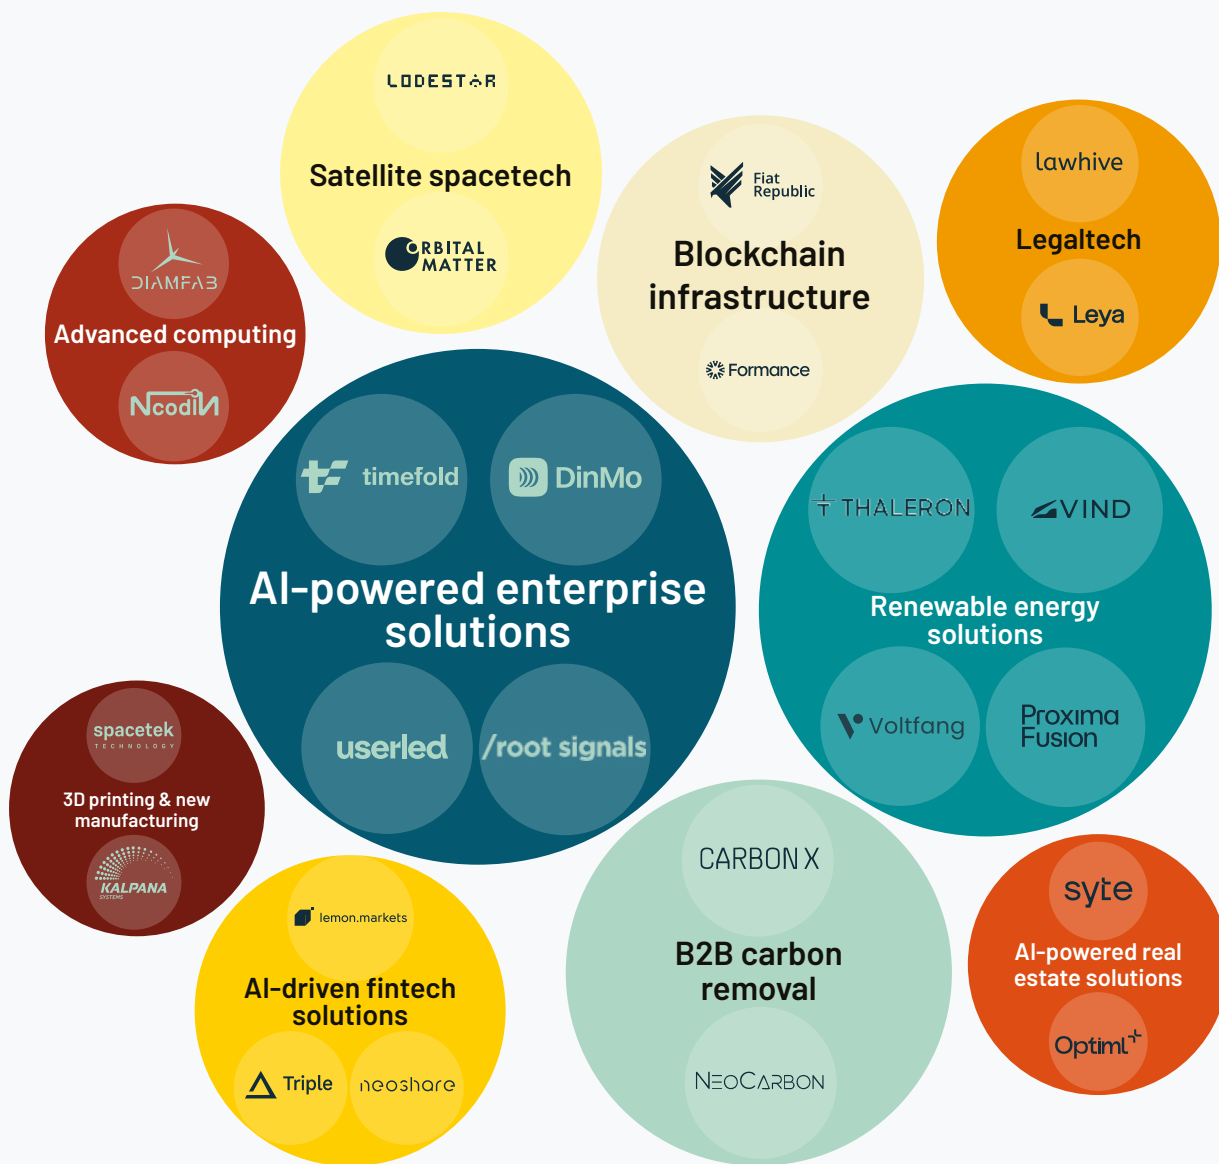 LODESTAR
Satellite spacetech
ORBITAL
MATTER
Fiat
Republic
Blockchain
infrastructure
Formance
lawhive
Legaltech
Leya
DIAMFAB
Advanced computing
NcodiN
timefold
DinMo
AI-powered enterprise
solutions
userled
/root signals
THALERON
VIND
Renewable energy
solutions
Voltfang
Proxima
Fusion
spacetek
TECHNOLOGY
3D printing & new
manufacturing
KALPANA
SYSTEMS
lemon.markets
AI-driven fintech
solutions
Triple
neoshare
CARBON X
B2B carbon
removal
NEOCARBON
syte
AI-powered real
estate solutions
Optiml